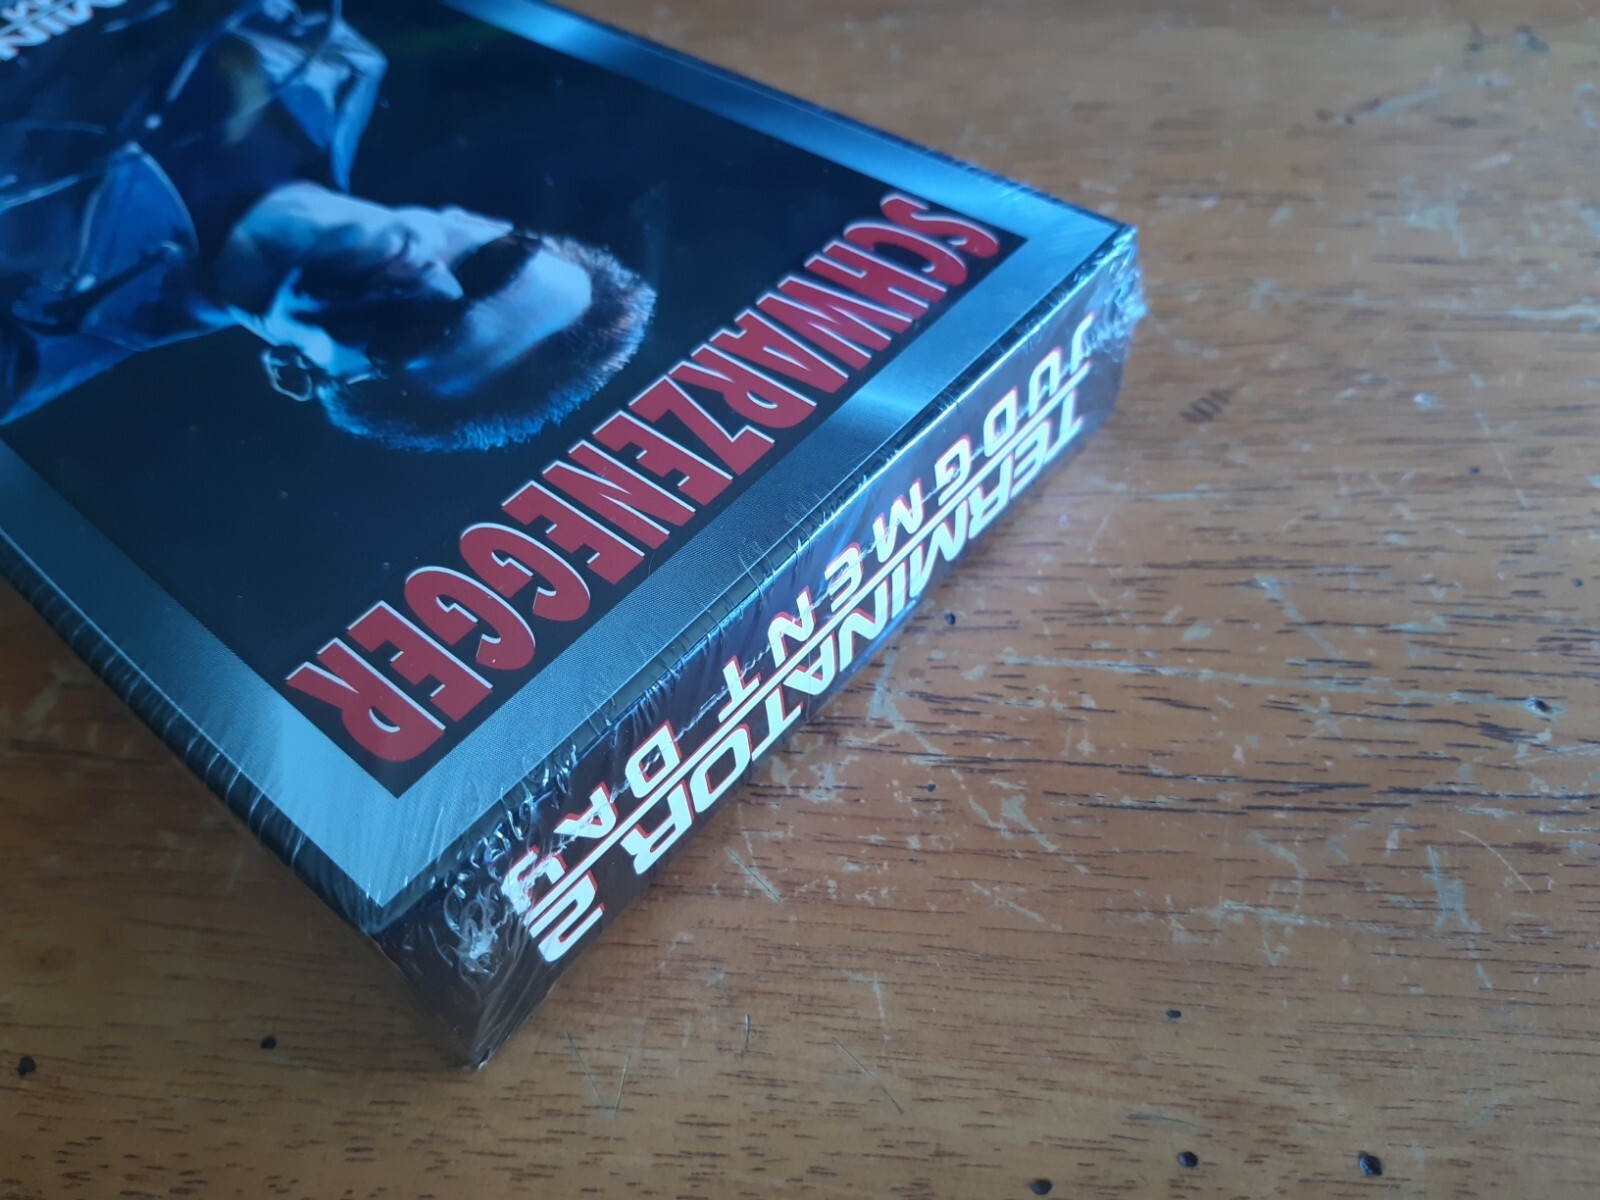 SCHWARZENEGGER
TERMINATOR 2
JUDGMENT DAY